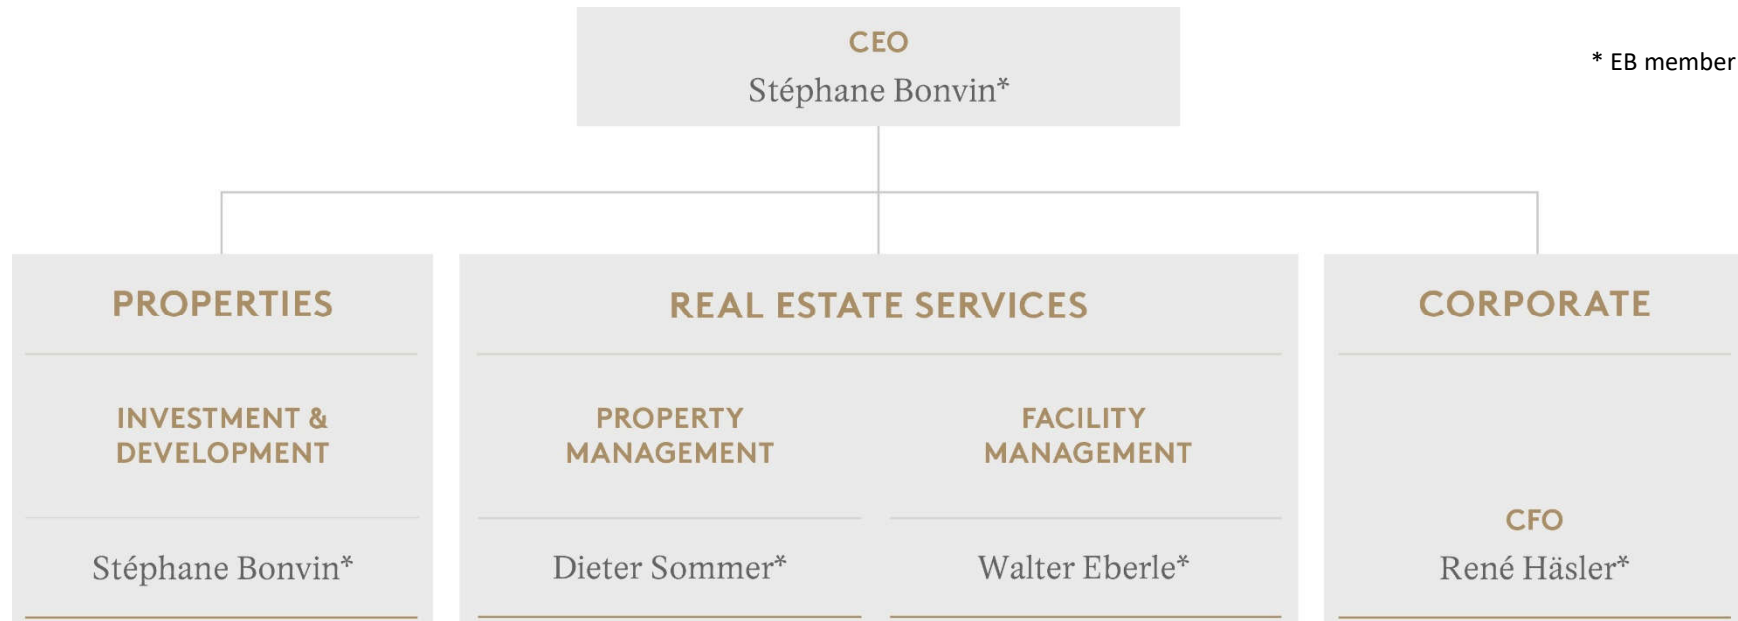 CEO
Stéphane Bonvin*
* EB member
PROPERTIES
INVESTMENT &
DEVELOPMENT
Stéphane Bonvin*
REAL ESTATE SERVICES
PROPERTY
MANAGEMENT
Dieter Sommer*
FACILITY
MANAGEMENT
Walter Eberle*
CORPORATE
CFO
René Häsler*